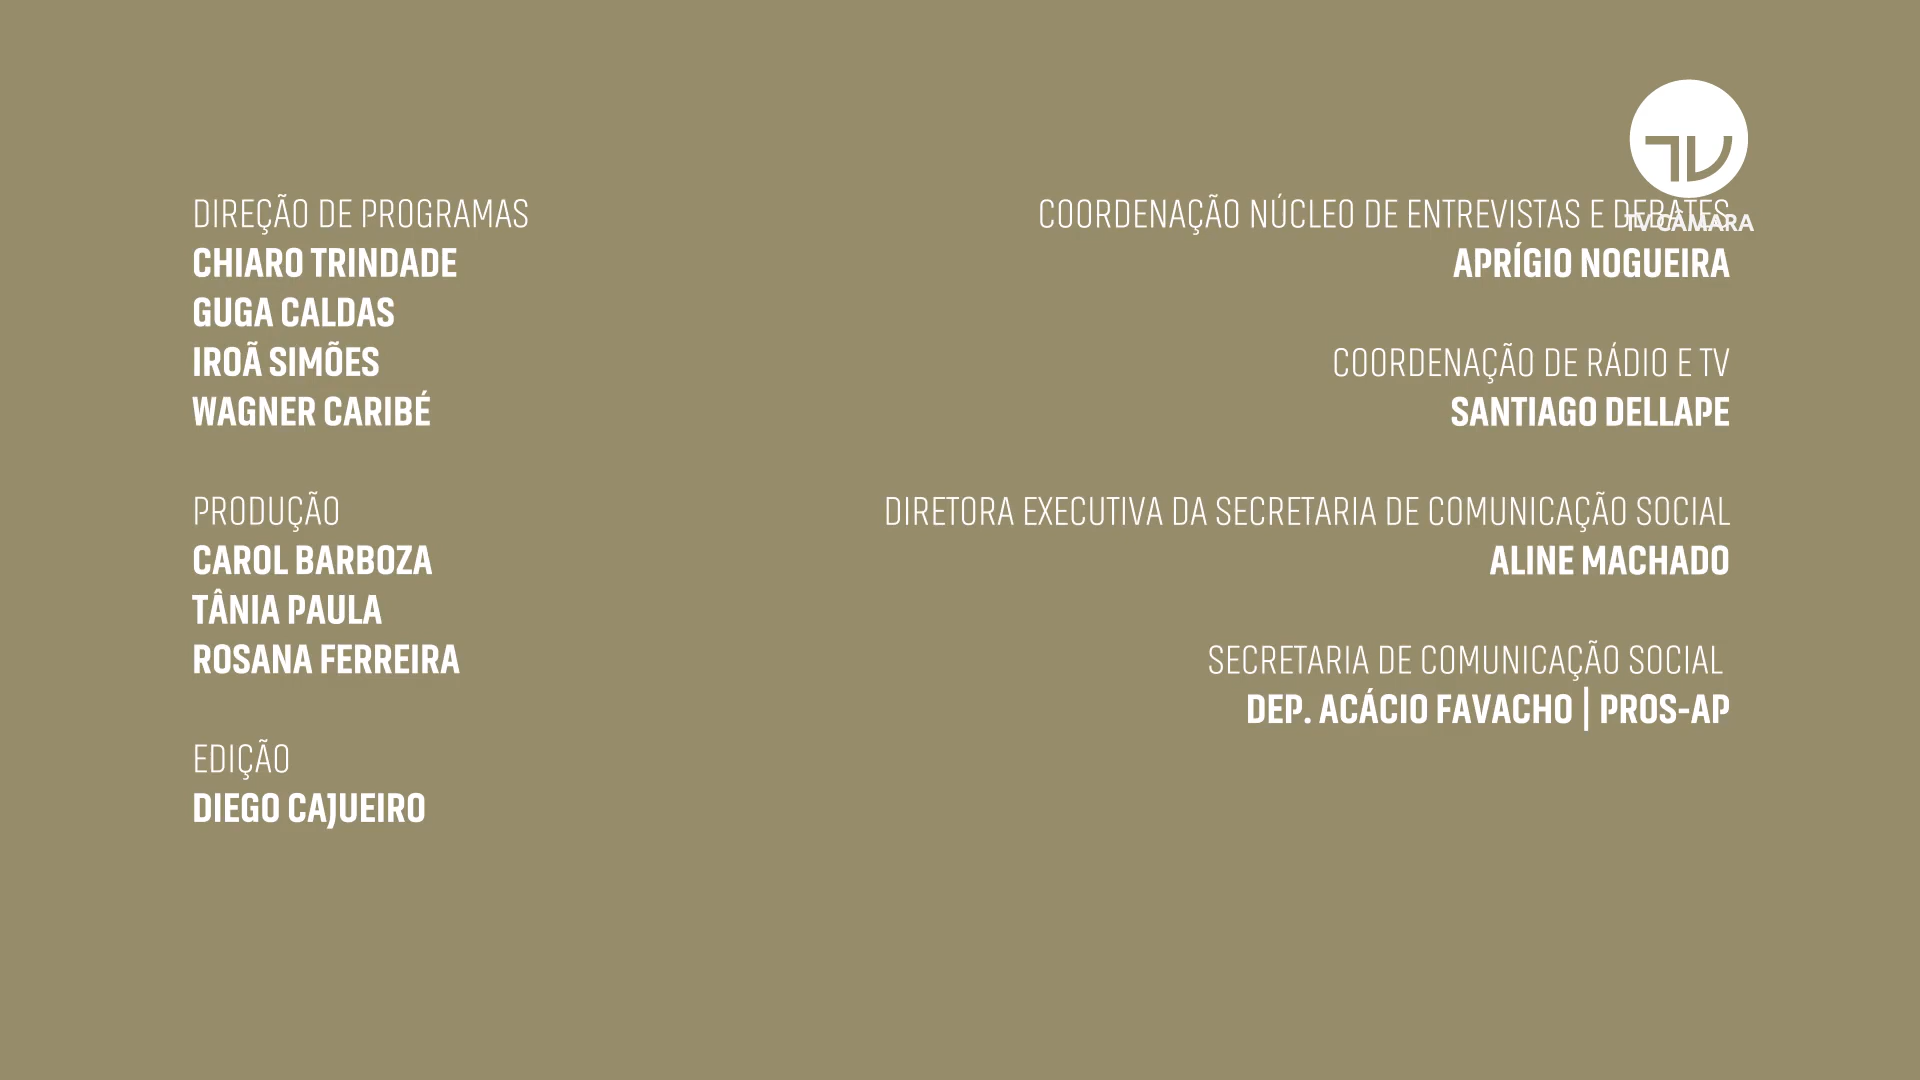 DIREÇÃO DE PROGRAMAS
CHIARO TRINDADE
GUGA CALDAS
IROÃ SIMÕES
WAGNER CARIBÉ
PRODUÇÃO
CAROL BARBOZA
TÂNIA PAULA
ROSANA FERREIRA
EDIÇÃO
DIEGO CAJUEIRO
TV
TV CÂMARA
COORDENAÇÃO NÚCLEO DE ENTREVISTAS E DEBATES
APRÍGIO NOGUEIRA
COORDENAÇÃO DE RÁDIO E TV
SANTIAGO DELLAPE
DIRETORA EXECUTIVA DA SECRETARIA DE COMUNICAÇÃO SOCIAL
ALINE MACHADO
SECRETARIA DE COMUNICAÇÃO SOCIAL
DEP. ACÁCIO FAVACHO | PROS-AP